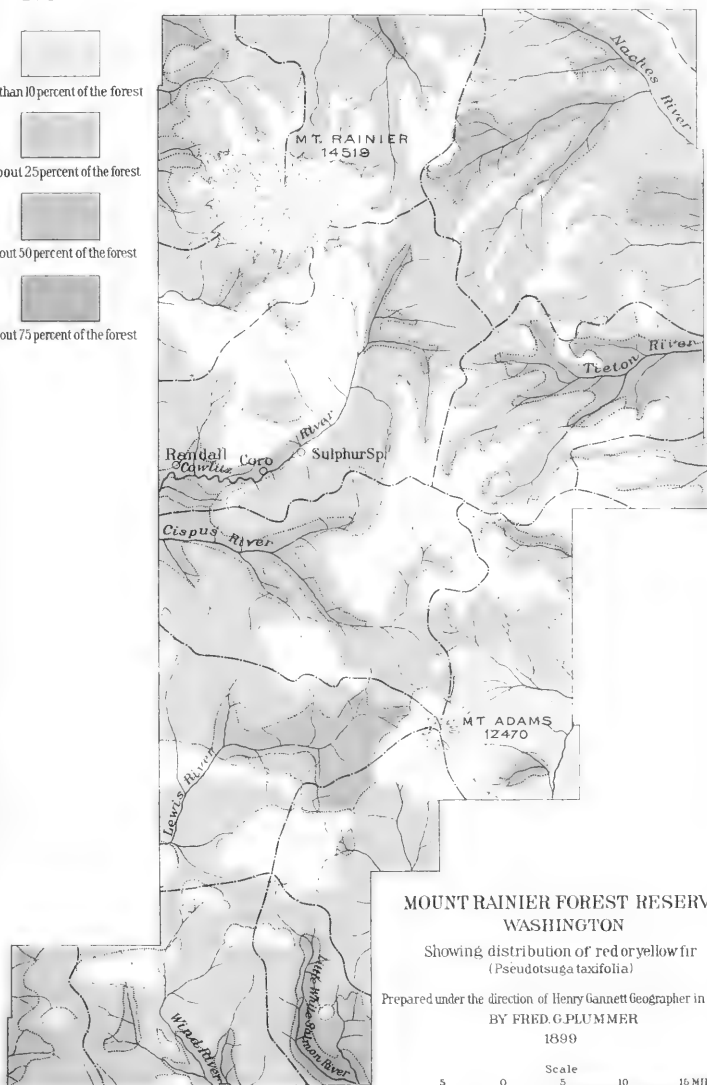 than 10 percent of the forest
out 25 percent of the forest
out 50 percent of the forest
out 75 percent of the forest
Naches River
MT. RAINIER
14519
Tieton River
River
Randall
Cowlitz
Coro
Sulphur Sp.
Cispus River
MT ADAMS
12470
Lewis River
Little White Salmon River
Wind River
MOUNT RAINIER FOREST RESERV
WASHINGTON
Showing distribution of red or yellow fir
(Pseudotsuga taxifolia)
Prepared under the direction of Henry Gannett Geographer in
BY FRED. G. PLUMMER
1899
Scale
5 0 5 10 15 MI